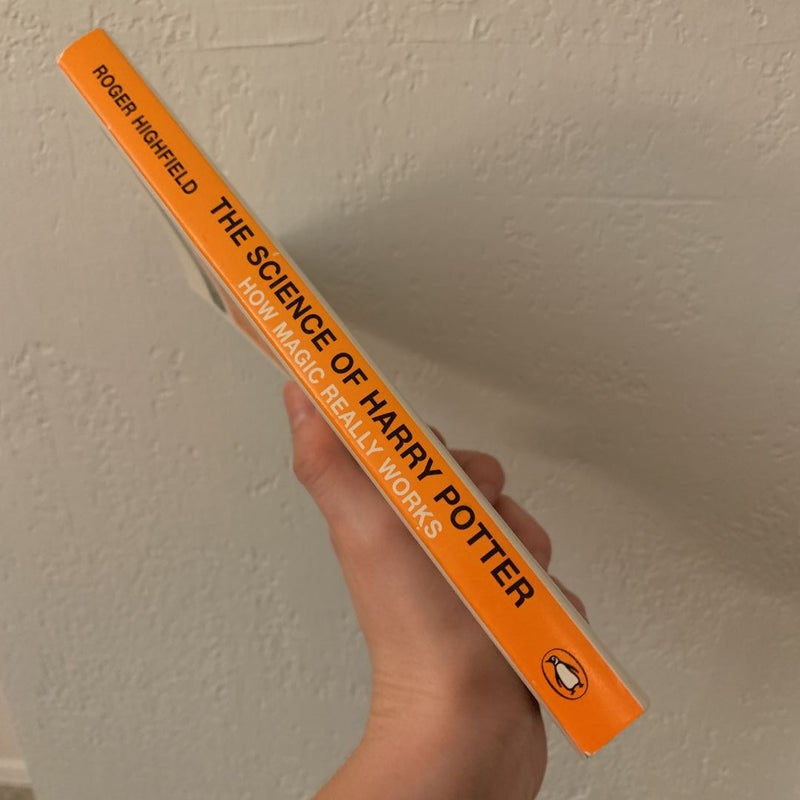 ROGER HIGHFIELD
THE SCIENCE OF HARRY POTTER
HOW MAGIC REALLY WORKS